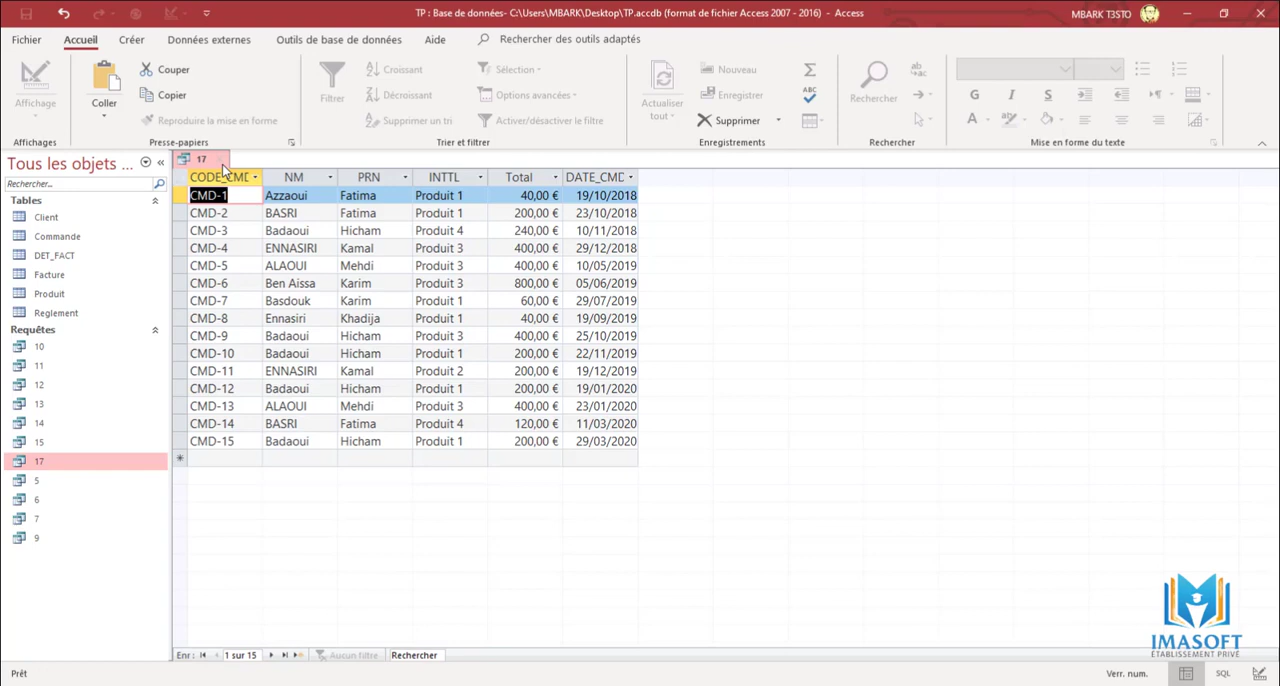 TP : Base de données- C:\Users\MBARK\Desktop\TP.accdb (format de fichier Access 2007 - 2016) — Access
MBARK T3STO
Fichier Accueil Créer Données externes Outils de base de données Aide Rechercher des outils adaptés
Affichage
Affichages
Coller
Couper
Copier
Reproduire la mise en forme
Presse-papiers
Filtrer
Croissant
Décroissant
Supprimer un tri
Sélection
Options avancées
Activer/désactiver le filtre
Trier et filtrer
Actualiser
tout
Nouveau
Enregistrer
Supprimer
Enregistrements
Rechercher
Rechercher
G I S
Mise en forme du texte
Tous les objets ...
Rechercher...
Tables
Client
Commande
DET_FACT
Facture
Produit
Reglement
Requêtes
10
11
12
13
14
15
17
5
6
7
9
17
CODE_CMD NM PRN INTTL Total DATE_CMD
CMD-1 Azzaoui Fatima Produit 1 40,00 € 19/10/2018
CMD-2 BASRI Fatima Produit 1 200,00 € 23/10/2018
CMD-3 Badaoui Hicham Produit 4 240,00 € 10/11/2018
CMD-4 ENNASIRI Kamal Produit 3 400,00 € 29/12/2018
CMD-5 ALAOUI Mehdi Produit 3 400,00 € 10/05/2019
CMD-6 Ben Aissa Karim Produit 3 800,00 € 05/06/2019
CMD-7 Basdouk Karim Produit 1 60,00 € 29/07/2019
CMD-8 Ennasiri Khadija Produit 1 40,00 € 19/09/2019
CMD-9 Badaoui Hicham Produit 3 400,00 € 25/10/2019
CMD-10 Badaoui Hicham Produit 1 200,00 € 22/11/2019
CMD-11 ENNASIRI Kamal Produit 2 200,00 € 19/12/2019
CMD-12 Badaoui Hicham Produit 1 200,00 € 19/01/2020
CMD-13 ALAOUI Mehdi Produit 3 400,00 € 23/01/2020
CMD-14 BASRI Fatima Produit 4 120,00 € 11/03/2020
CMD-15 Badaoui Hicham Produit 1 200,00 € 29/03/2020
IMASOFT
ÉTABLISSEMENT PRIVÉ
Enr : 1 sur 15 Aucun filtre Rechercher
Prêt
Verr. num. SQL